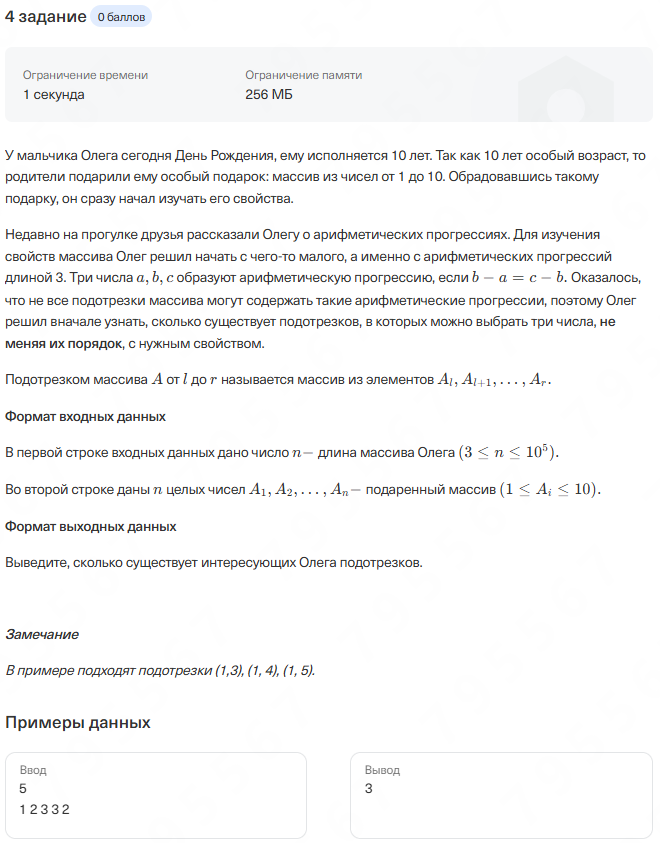 4 задание 0 баллов
Ограничение времени
1 секунда
Ограничение памяти
256 МБ
У мальчика Олега сегодня День Рождения, ему исполняется 10 лет. Так как 10 лет особый возраст, то
родители подарили ему особый подарок: массив из чисел от 1 до 10. Обрадовавшись такому
подарку, он сразу начал изучать его свойства.
Недавно на прогулке друзья рассказали Олегу о арифметических прогрессиях. Для изучения
свойств массива Олег решил начать с чего-то малого, а именно с арифметических прогрессий
длиной 3. Три числа a, b, c образуют арифметическую прогрессию, если b − a = c − b. Оказалось,
что не все подотрезки массива могут содержать такие арифметические прогрессии, поэтому Олег
решил вначале узнать, сколько существует подотрезков, в которых можно выбрать три числа, не
меняя их порядок, с нужным свойством.
Подотрезком массива A от l до r называется массив из элементов A_l, A_{l+1}, ..., A_r.
Формат входных данных
В первой строке входных данных дано число n− длина массива Олега (3 ≤ n ≤ 10^5).
Во второй строке даны n целых чисел A_1, A_2, ..., A_n− подаренный массив (1 ≤ A_i ≤ 10).
Формат выходных данных
Выведите, сколько существует интересующих Олега подотрезков.
Замечание
В примере подходят подотрезки (1,3), (1, 4), (1, 5).
Примеры данных
Ввод
5
1 2 3 3 2
Вывод
3